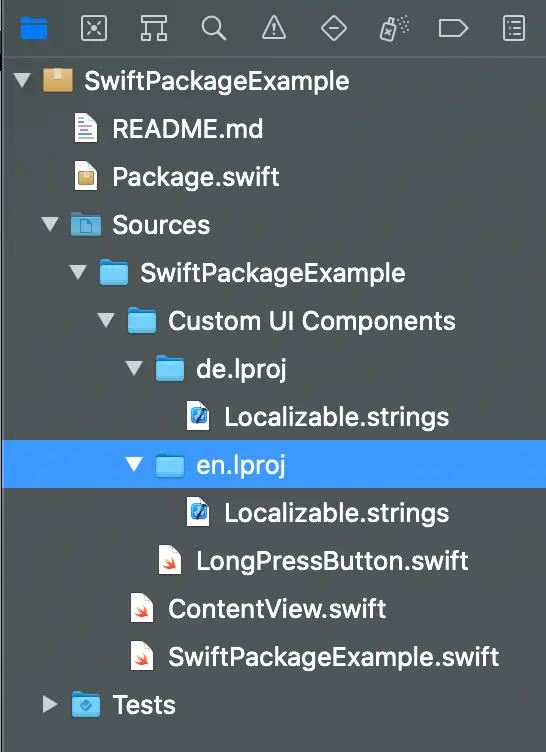 SwiftPackageExample
README.md
Package.swift
Sources
SwiftPackageExample
Custom UI Components
de.lproj
Localizable.strings
en.lproj
Localizable.strings
LongPressButton.swift
ContentView.swift
SwiftPackageExample.swift
Tests